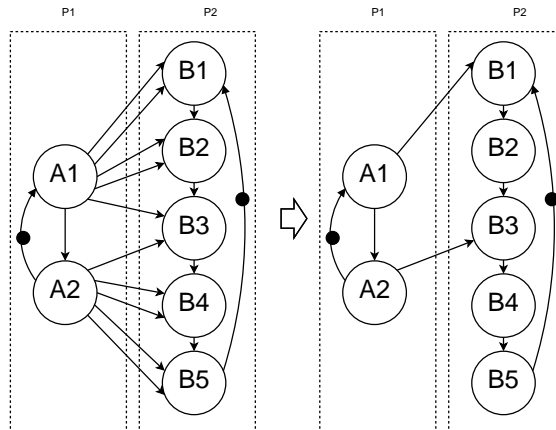 P1 P2 P1 P2
B1 B1
B2 B2
A1 A1
B3 B3
A2 A2
B4 B4
B5 B5